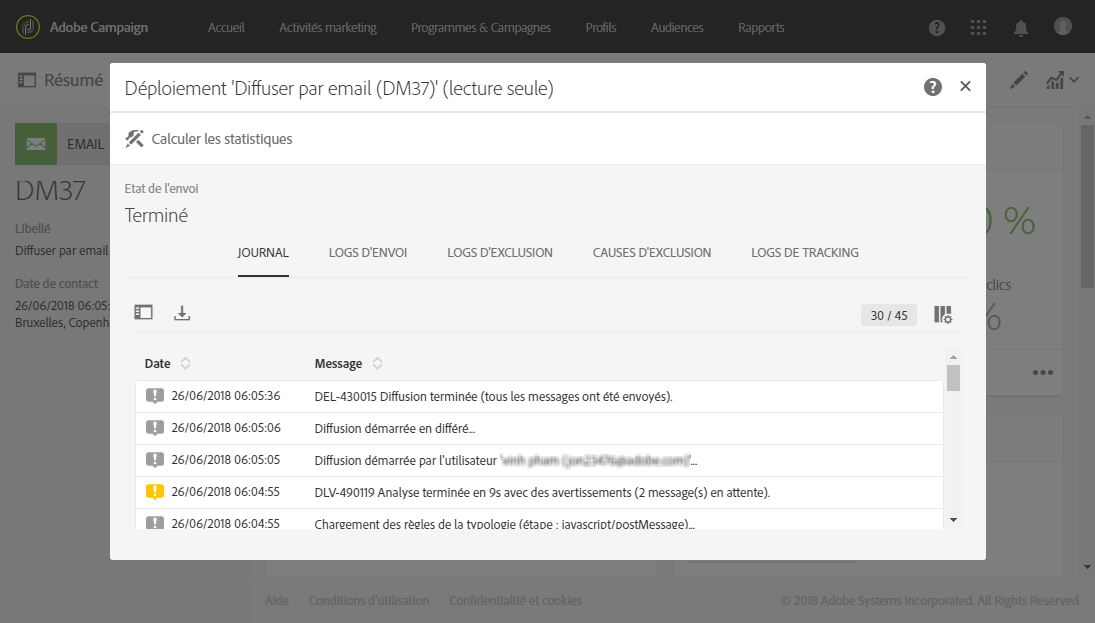 Adobe Campaign
Accueil
Activités marketing
Programmes & Campagnes
Profils
Audiences
Rapports
Résumé
Déploiement 'Diffuser par email (DM37)' (lecture seule)
Calculer les statistiques
EMAIL
DM37
Libellé
Diffuser par email
Date de contact
26/06/2018 06:05:
Bruxelles, Copenh
Etat de l'envoi
Terminé
0 %
clics
%
JOURNAL
LOGS D'ENVOI
LOGS D'EXCLUSION
CAUSES D'EXCLUSION
LOGS DE TRACKING
30 / 45
Date
Message
26/06/2018 06:05:36 DEL-430015 Diffusion terminée (tous les messages ont été envoyés).
26/06/2018 06:05:06 Diffusion démarrée en différé...
26/06/2018 06:05:05 Diffusion démarrée par l'utilisateur
26/06/2018 06:04:55 DLV-490119 Analyse terminée en 9s avec des avertissements (2 message(s) en attente).
26/06/2018 06:04:55 Chargement des règles de la typologie (étape : javascript/postMessage)...
Aide
Conditions d'utilisation
Confidentialité et cookies
© 2018 Adobe Systems Incorporated. All Rights Reserved.